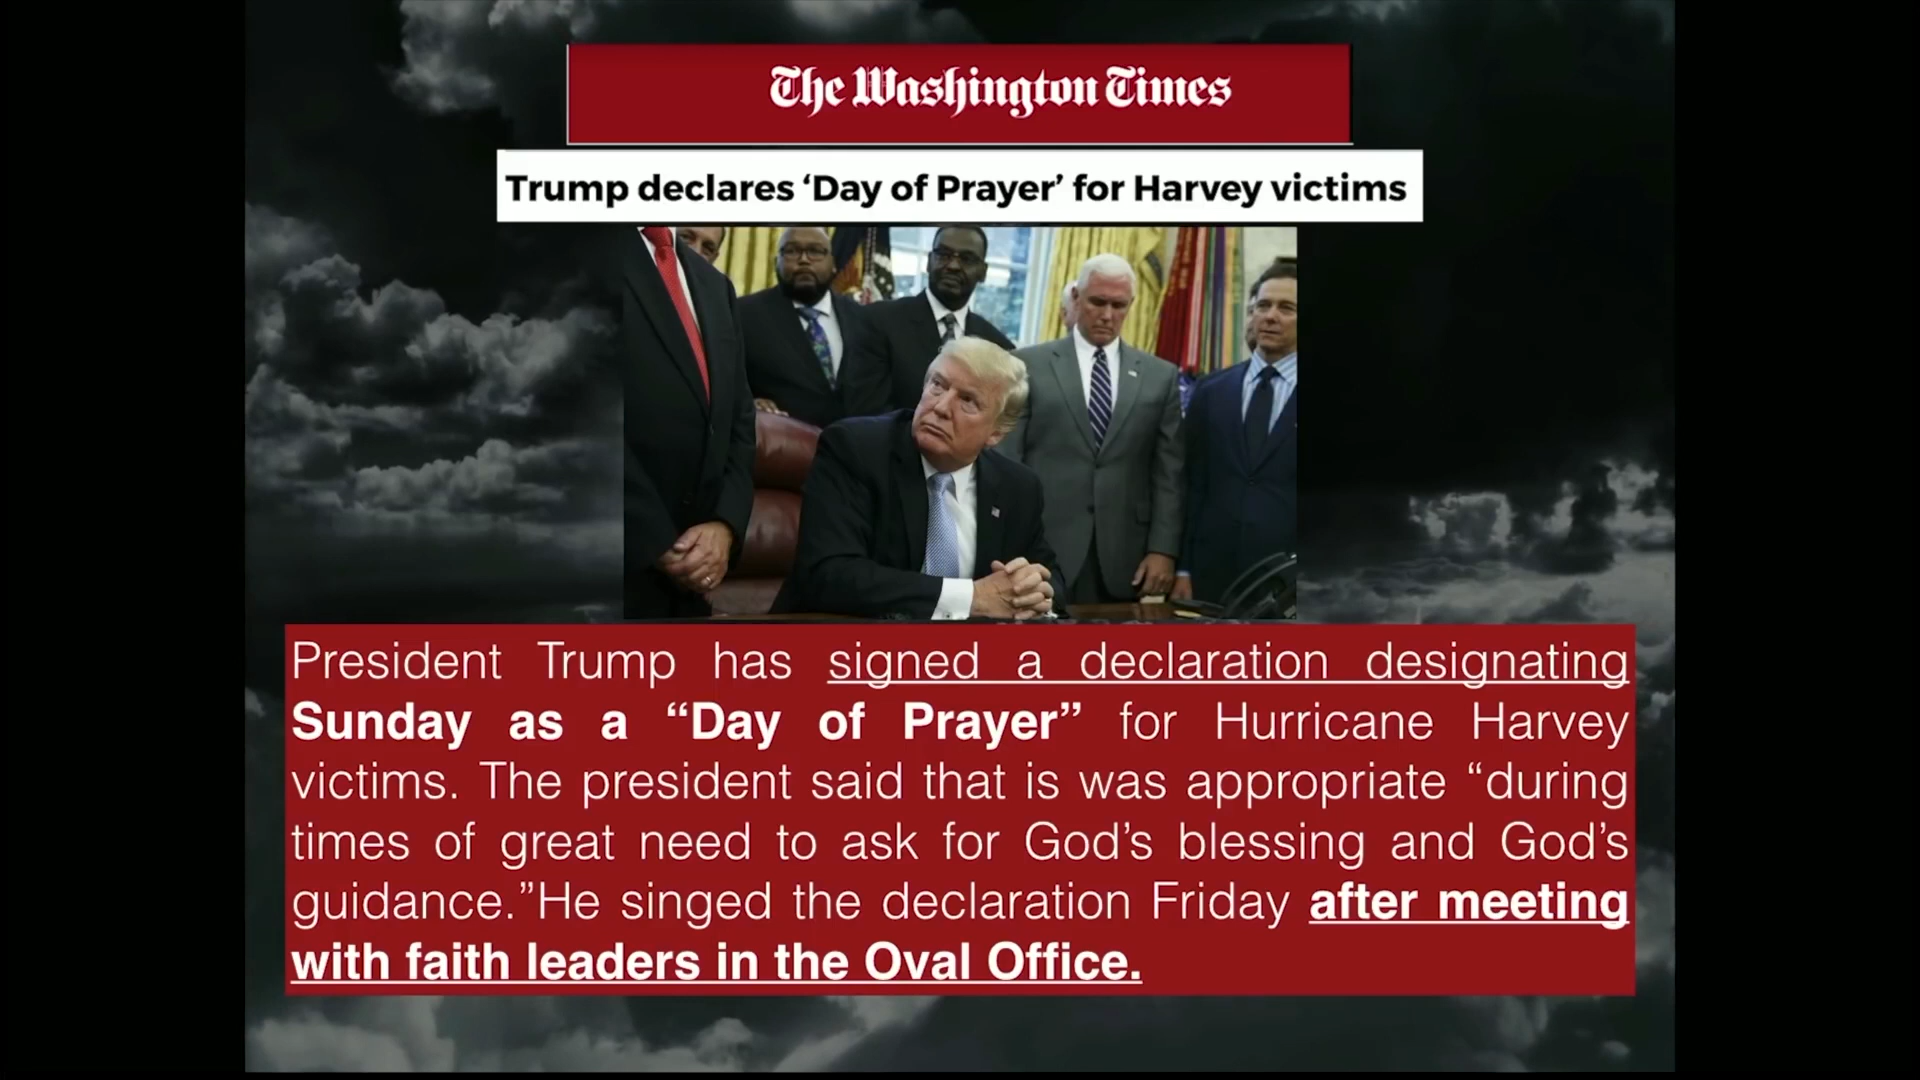 The Washington Times
Trump declares ‘Day of Prayer’ for Harvey victims
President Trump has signed a declaration designating
Sunday as a “Day of Prayer” for Hurricane Harvey
victims. The president said that is was appropriate “during
times of great need to ask for God’s blessing and God’s
guidance.”He singed the declaration Friday after meeting
with faith leaders in the Oval Office.